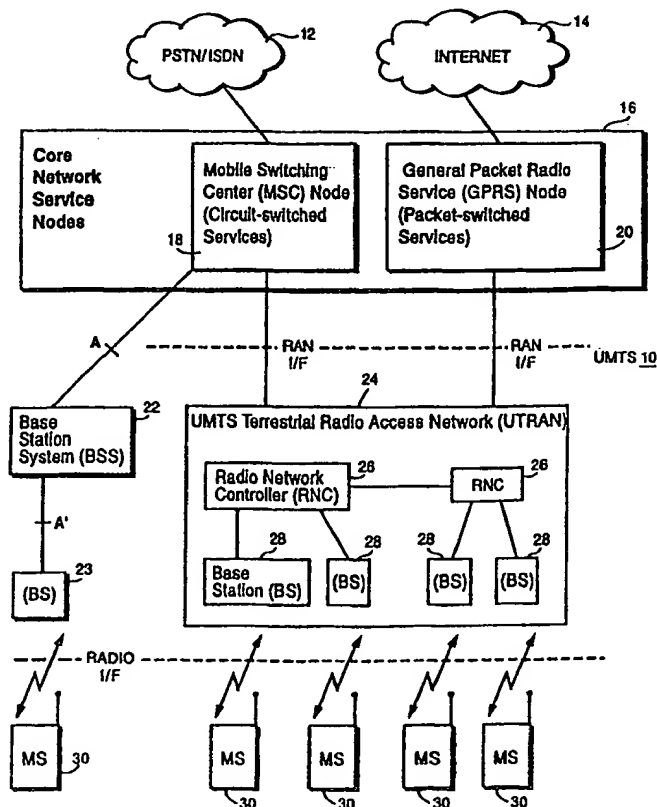 12
14
PSTN/ISDN
INTERNET
16
Core
Network
Service
Nodes
Mobile Switching
Center (MSC) Node
(Circuit-switched
Services)
18
General Packet Radio
Service (GPRS) Node
(Packet-switched
Services)
20
A
RAN
I/F
RAN
I/F
UMTS 10
22
Base
Station
System (BSS)
24
UMTS Terrestrial Radio Access Network (UTRAN)
Radio Network
Controller (RNC)
26
RNC
26
A'
23
(BS)
28
Base
Station (BS)
28
(BS)
28
(BS)
28
(BS)
RADIO
I/F
MS
30
MS
30
MS
30
MS
30
MS
30